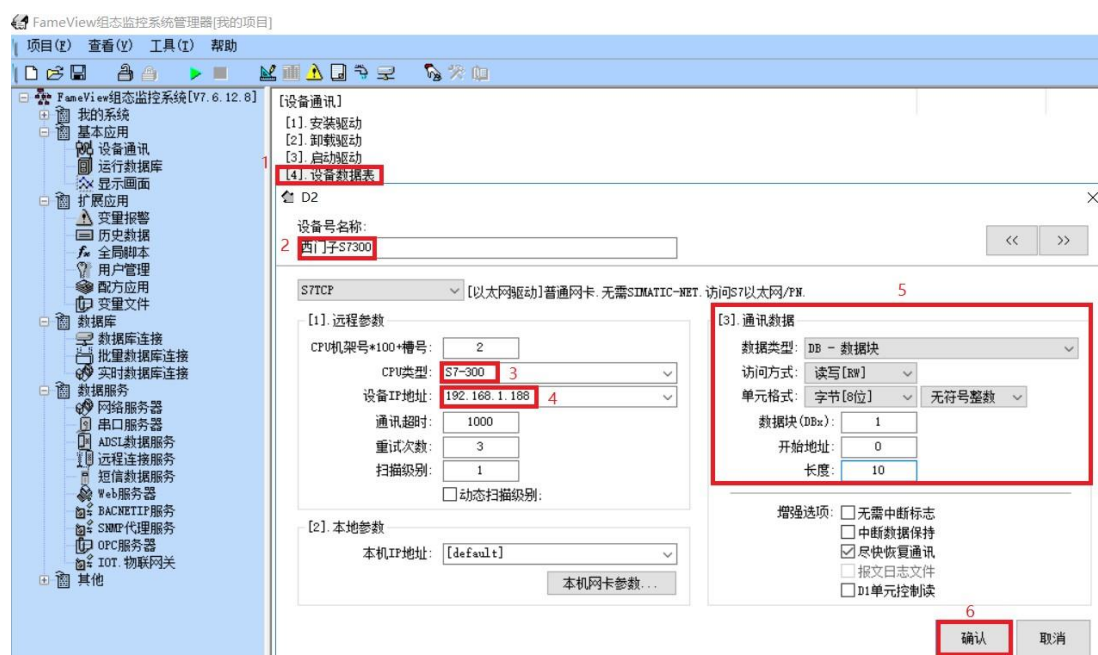 FameView组态监控系统管理器[我的项目]
项目(F) 查看(V) 工具(T) 帮助
FameView组态监控系统[V7.6.12.8]
我的系统
基本应用
设备通讯
运行数据库
显示画面
扩展应用
变量报警
历史数据
全局脚本
用户管理
配方应用
变量文件
数据库
数据库连接
批量数据库连接
实时数据库连接
数据服务
网络服务器
串口服务器
ADSL数据服务
远程连接服务
短信数据服务
Web服务器
BACNETIP服务
SNMP代理服务
OPC服务器
IOT.物联网关
其他
[设备通讯]
[1].安装驱动
[2].卸载驱动
[3].启动驱动
1 [4].设备数据表
D2
设备号名称:
2 西门子S7300
<< >>
S7TCP [以太网驱动]普通网卡.无需SIMATIC-NET.访问S7以太网/PN.
[1].远程参数
CPU机架号*100+槽号: 2
CPU类型: S7-300 3
设备IP地址: 192.168.1.188 4
通讯超时: 1000
重试次数: 3
扫描级别: 1
动态扫描级别:
[2].本地参数
本机IP地址: [default]
本机网卡参数...
5
[3].通讯数据
数据类型: DB - 数据块
访问方式: 读写[RW]
单元格式: 字节[8位] 无符号整数
数据块(DBx): 1
开始地址: 0
长度: 10
增强选项: 无需中断标志
中断数据保持
尽快恢复通讯
报文日志文件
D1单元控制读
6
确认 取消